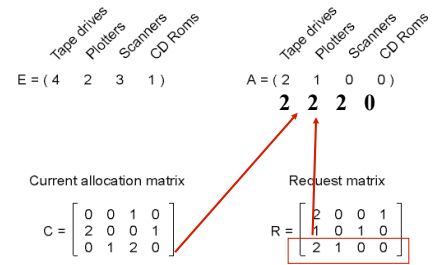 Tape drives Plotters Scanners CD Roms
E = ( 4 2 3 1 )
Tape drives Plotters Scanners CD Roms
A = ( 2 1 0 0 )
2 2 2 0
Current allocation matrix
C =
0 0 1 0
2 0 0 1
0 1 2 0
Request matrix
R =
2 0 0 1
1 0 1 0
2 1 0 0